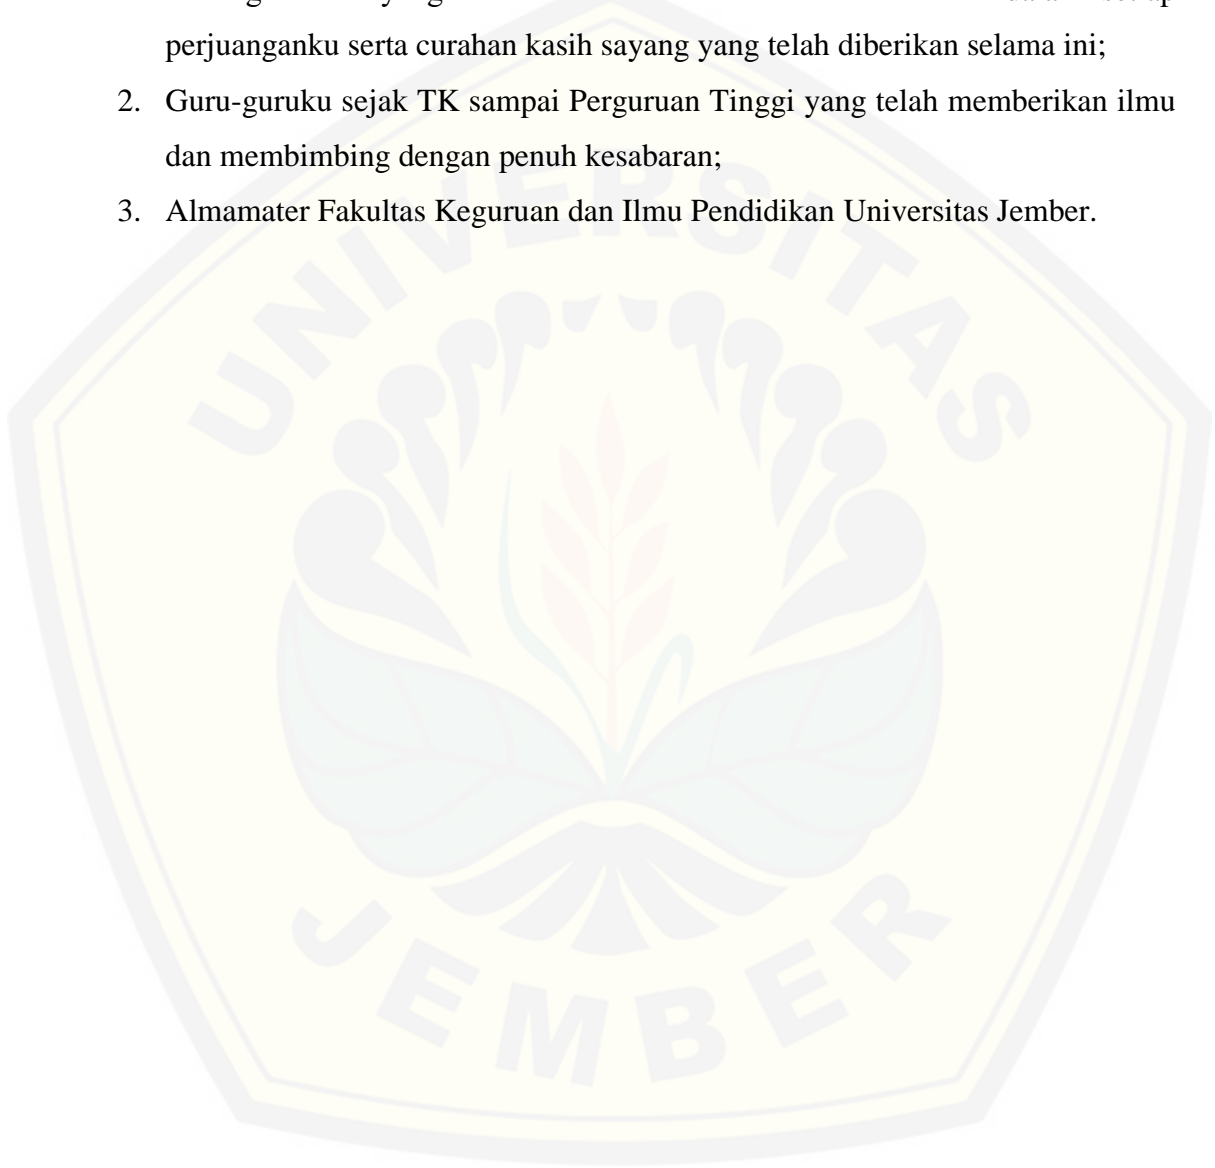 perjuanganku serta curahan kasih sayang yang telah diberikan selama ini;
2. Guru-guruku sejak TK sampai Perguruan Tinggi yang telah memberikan ilmu
dan membimbing dengan penuh kesabaran;
3. Almamater Fakultas Keguruan dan Ilmu Pendidikan Universitas Jember.
UNIVERSITAS
JEMBER